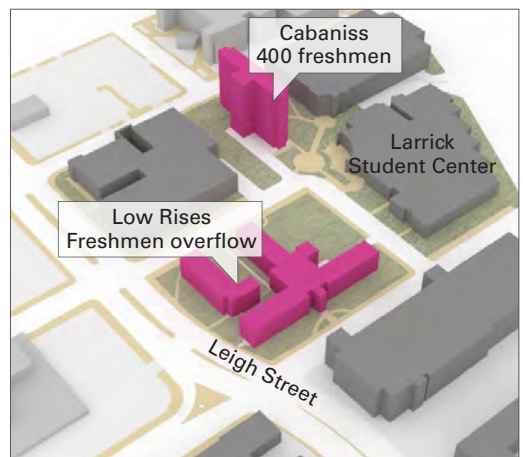 Cabaniss
400 freshmen
Larrick
Student Center
Low Rises
Freshmen overflow
Leigh Street